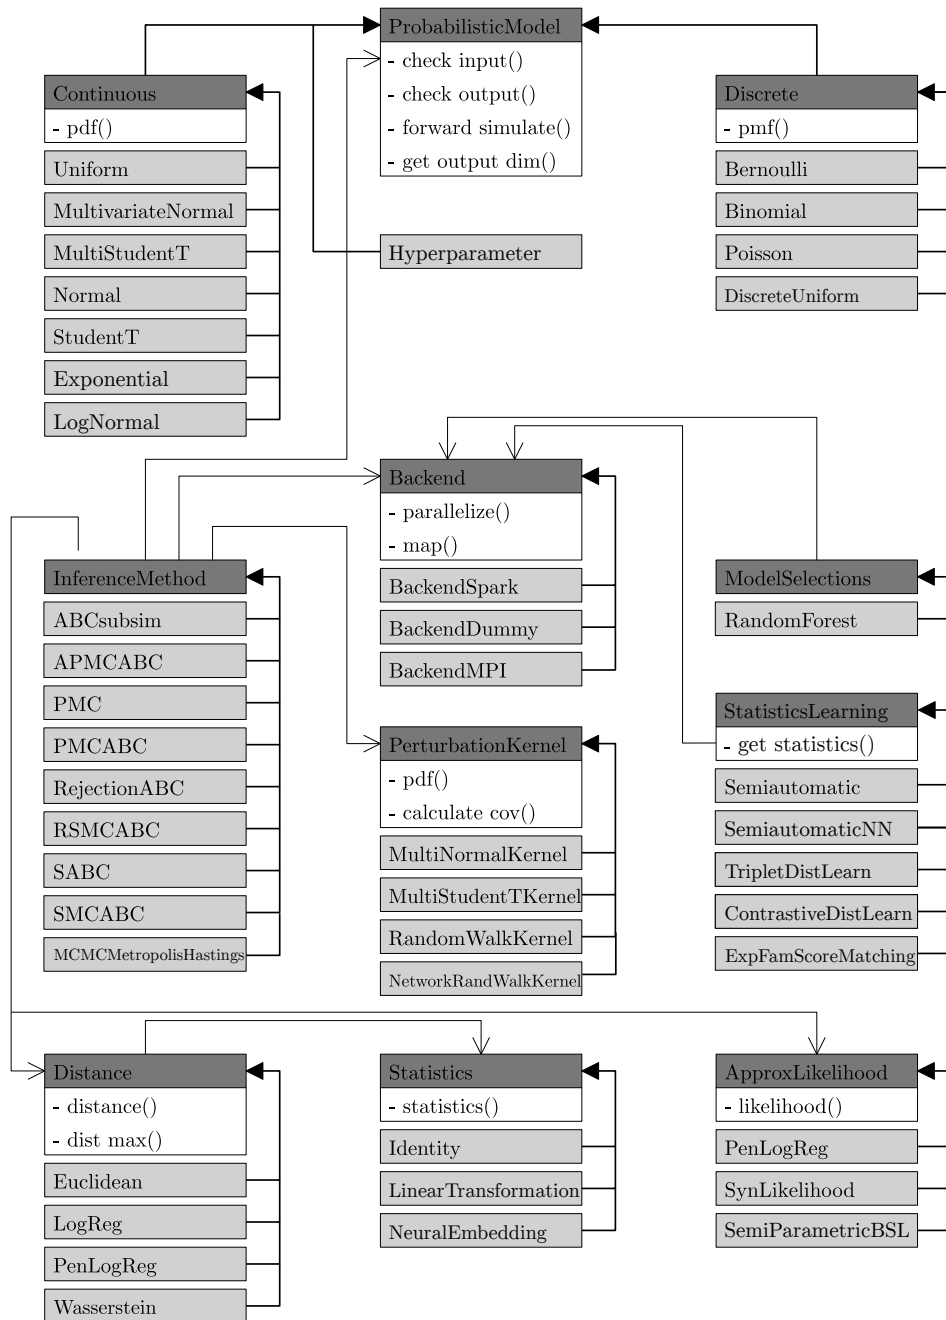 ProbabilisticModel
- check input()
- check output()
- forward simulate()
- get output dim()
Continuous
- pdf()
Uniform
MultivariateNormal
MultiStudentT
Normal
StudentT
Exponential
LogNormal
Hyperparameter
Discrete
- pmf()
Bernoulli
Binomial
Poisson
DiscreteUniform
Backend
- parallelize()
- map()
BackendSpark
BackendDummy
BackendMPI
InferenceMethod
ABCsubsim
APMCABC
PMC
PMCABC
RejectionABC
RSMCABC
SABC
SMCABC
MCMCMetropolisHastings
PerturbationKernel
- pdf()
- calculate cov()
MultiNormalKernel
MultiStudentTKernel
RandomWalkKernel
NetworkRandWalkKernel
ModelSelections
RandomForest
StatisticsLearning
- get statistics()
Semiautomatic
SemiautomaticNN
TripletDistLearn
ContrastiveDistLearn
ExpFamScoreMatching
Distance
- distance()
- dist max()
Euclidean
LogReg
PenLogReg
Wasserstein
Statistics
- statistics()
Identity
LinearTransformation
NeuralEmbedding
ApproxLikelihood
- likelihood()
PenLogReg
SynLikelihood
SemiParametricBSL